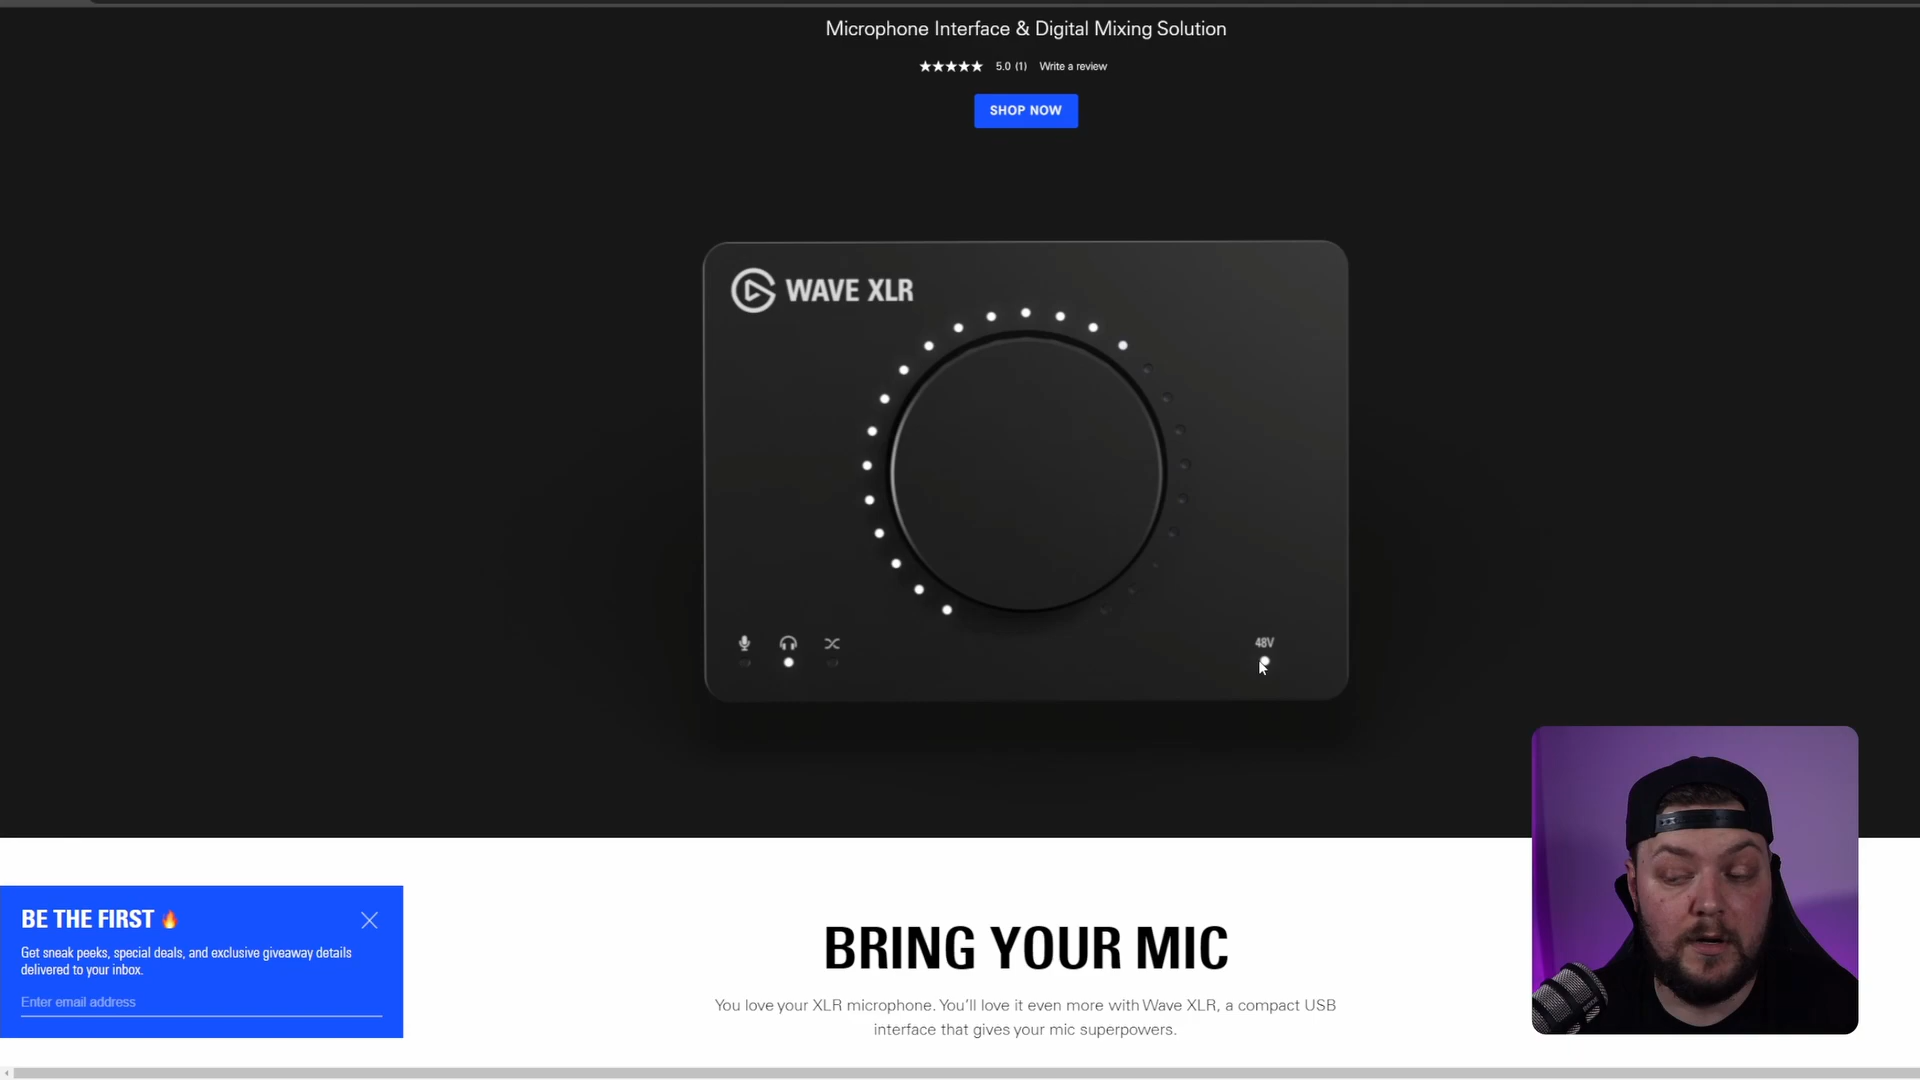 Microphone Interface & Digital Mixing Solution
★★★★★ 5.0 (1) Write a review
SHOP NOW
WAVE XLR
48V
BE THE FIRST 🔥
Get sneak peeks, special deals, and exclusive giveaway details
delivered to your inbox.
Enter email address
BRING YOUR MIC
You love your XLR microphone. You'll love it even more with Wave XLR, a compact USB
interface that gives your mic superpowers.